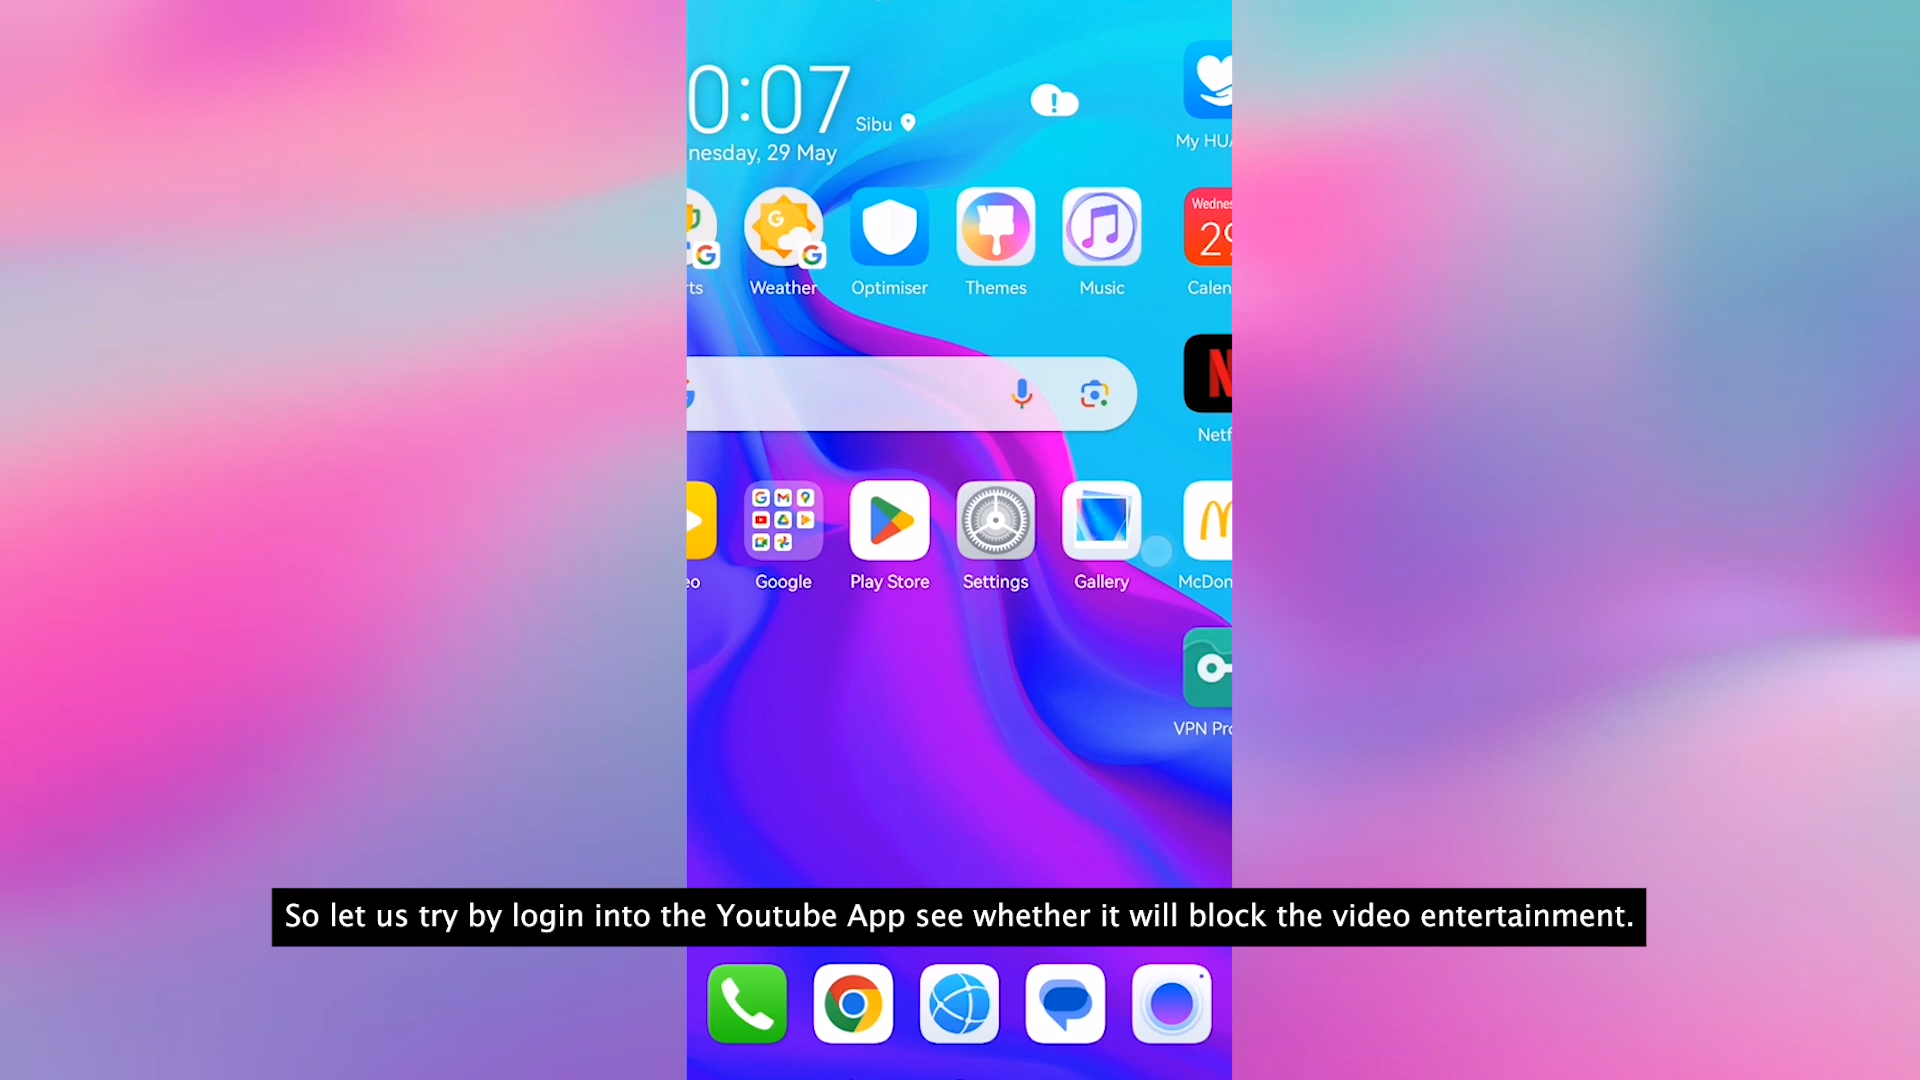 0:07
Sibu
nesday, 29 May
My HUA
Weather
Optimiser
Themes
Music
Wednes
29
Calen
Netf
Google
Play Store
Settings
Gallery
McDon
VPN Pro
So let us try by login into the Youtube App see whether it will block the video entertainment.